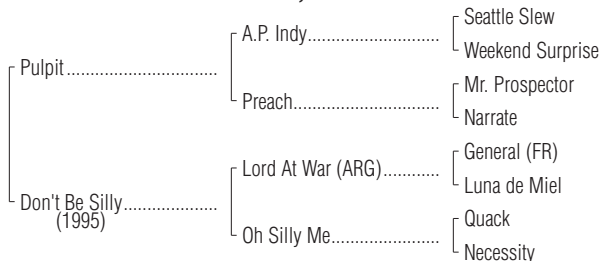 Seattle Slew
A.P. Indy..............................
Weekend Surprise
Pulpit................................
Mr. Prospector
Preach...............................
Narrate
General (FR)
Lord At War (ARG)............
Luna de Miel
Don't Be Silly....................
(1995)
Quack
Oh Silly Me.......................
Necessity